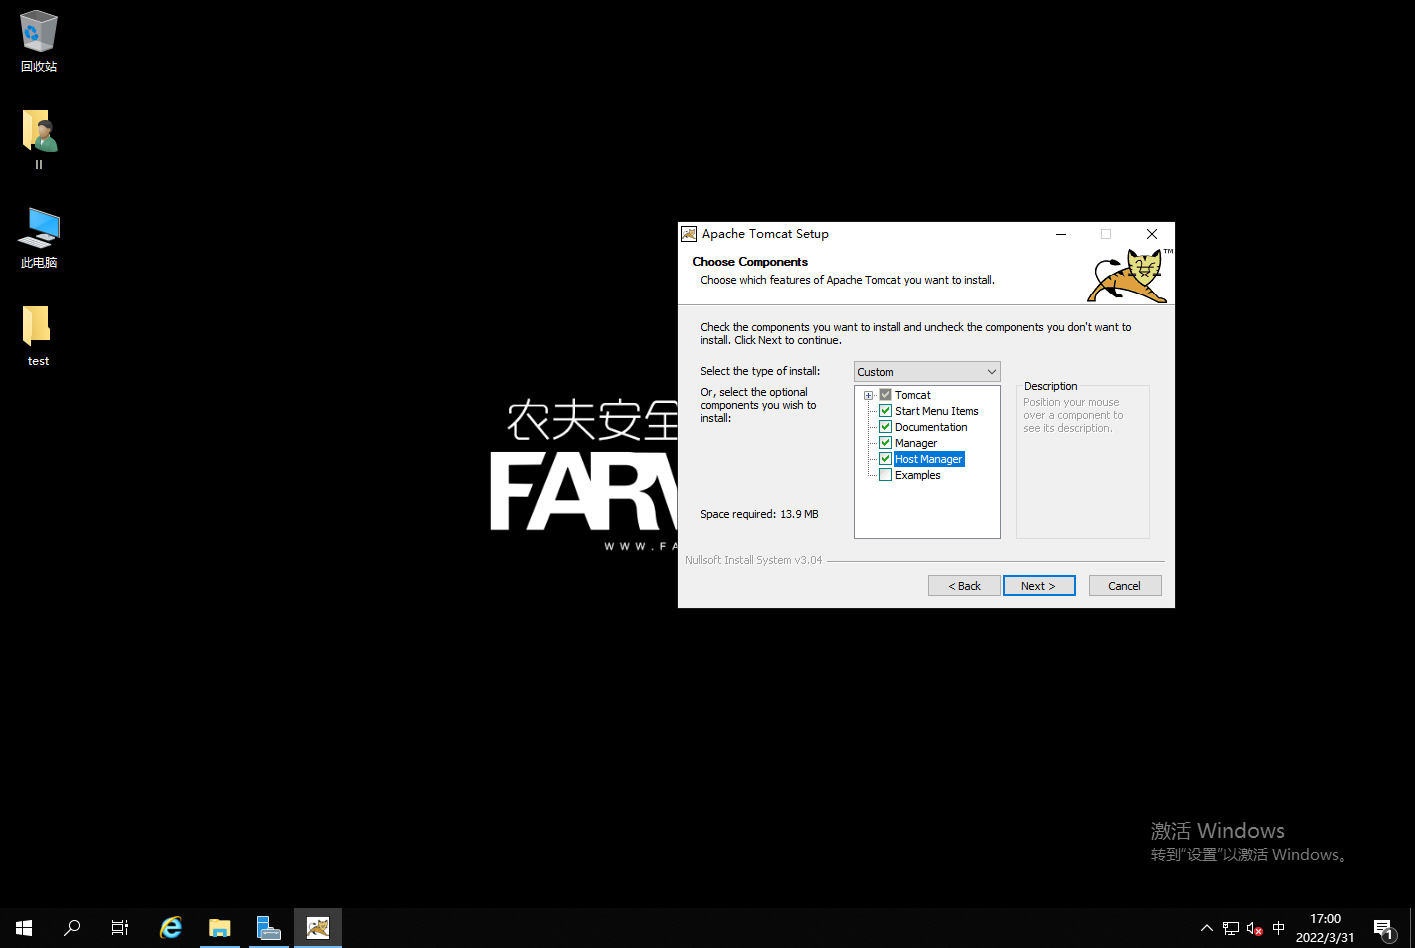 回收站
ll
此电脑
test
农夫安全
FARV
WWW.FA
Apache Tomcat Setup
TM
Choose Components
Choose which features of Apache Tomcat you want to install.
Check the components you want to install and uncheck the components you don't want to
install. Click Next to continue.
Select the type of install:
Custom
Or, select the optional
components you wish to
install:
Tomcat
Start Menu Items
Documentation
Manager
Host Manager
Examples
Description
Position your mouse
over a component to
see its description.
Space required: 13.9 MB
Nullsoft Install System v3.04
< Back
Next >
Cancel
激活 Windows
转到“设置”以激活 Windows。
中
17:00
2022/3/31
1